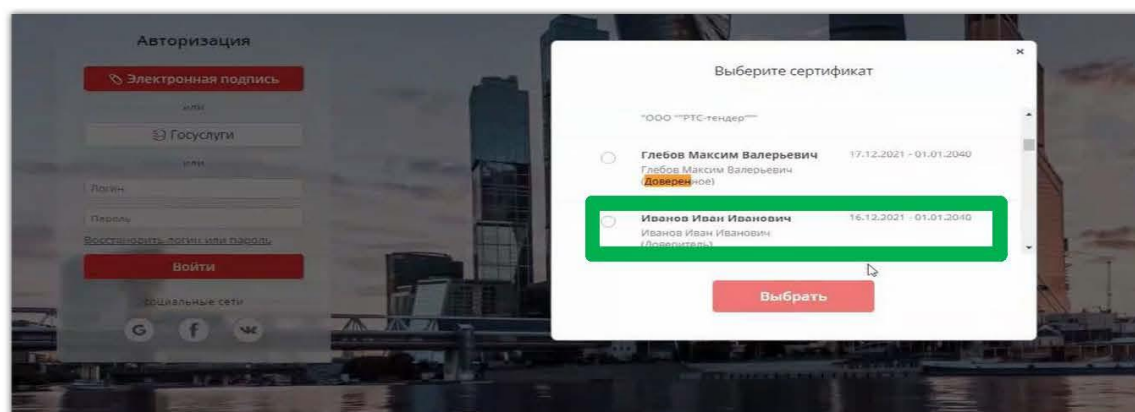 Авторизация
Электронная подпись
или
Госуслуги
или
Логин
Пароль
Восстановить логин или пароль
Войти
социальные сети
G f
Выберите сертификат
×
"ООО ""РТС-тендер"""
Глебов Максим Валерьевич 17.12.2021 - 01.01.2040
Глебов Максим Валерьевич
(Доверенное)
Иванов Иван Иванович 16.12.2021 - 01.01.2040
Иванов Иван Иванович
(Доверитель)
Выбрать